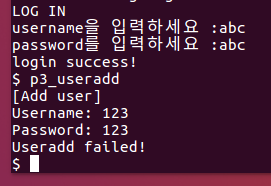 LOG IN
username을 입력하세요 :abc
password를 입력하세요 :abc
login success!
$ p3_useradd
[Add user]
Username: 123
Password: 123
Useradd failed!
$